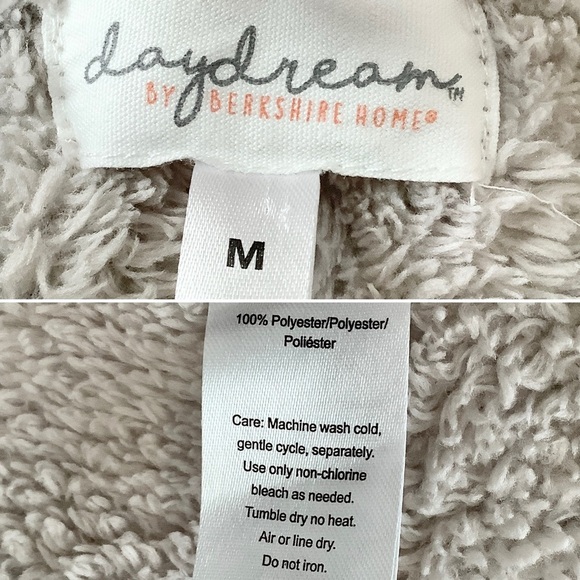 daydream™
BY BERKSHIRE HOME®
M
100% Polyester/Polyester/
Poliéster
Care: Machine wash cold,
gentle cycle, separately.
Use only non-chlorine
bleach as needed.
Tumble dry no heat.
Air or line dry.
Do not iron.